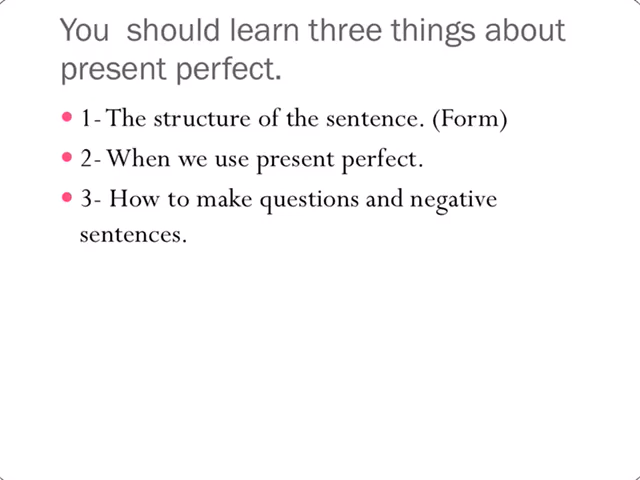 You should learn three things about
present perfect.
1- The structure of the sentence. (Form)
2- When we use present perfect.
3- How to make questions and negative
sentences.